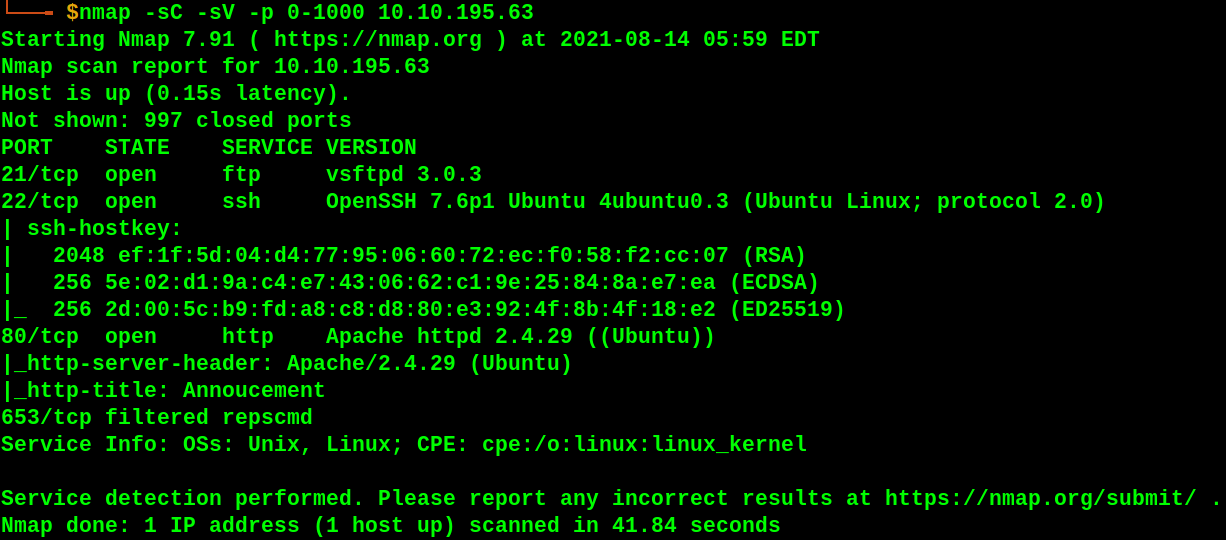 $nmap -sC -sV -p 0-1000 10.10.195.63
Starting Nmap 7.91 ( https://nmap.org ) at 2021-08-14 05:59 EDT
Nmap scan report for 10.10.195.63
Host is up (0.15s latency).
Not shown: 997 closed ports
PORT    STATE    SERVICE VERSION
21/tcp  open     ftp     vsftpd 3.0.3
22/tcp  open     ssh     OpenSSH 7.6p1 Ubuntu 4ubuntu0.3 (Ubuntu Linux; protocol 2.0)
| ssh-hostkey:
|   2048 ef:1f:5d:04:d4:77:95:06:60:72:ec:f0:58:f2:cc:07 (RSA)
|   256 5e:02:d1:9a:c4:e7:43:06:62:c1:9e:25:84:8a:e7:ea (ECDSA)
|_  256 2d:00:5c:b9:fd:a8:c8:d8:80:e3:92:4f:8b:4f:18:e2 (ED25519)
80/tcp  open     http    Apache httpd 2.4.29 ((Ubuntu))
|_http-server-header: Apache/2.4.29 (Ubuntu)
|_http-title: Annoucement
653/tcp filtered repscmd
Service Info: OSs: Unix, Linux; CPE: cpe:/o:linux:linux_kernel
Service detection performed. Please report any incorrect results at https://nmap.org/submit/ .
Nmap done: 1 IP address (1 host up) scanned in 41.84 seconds